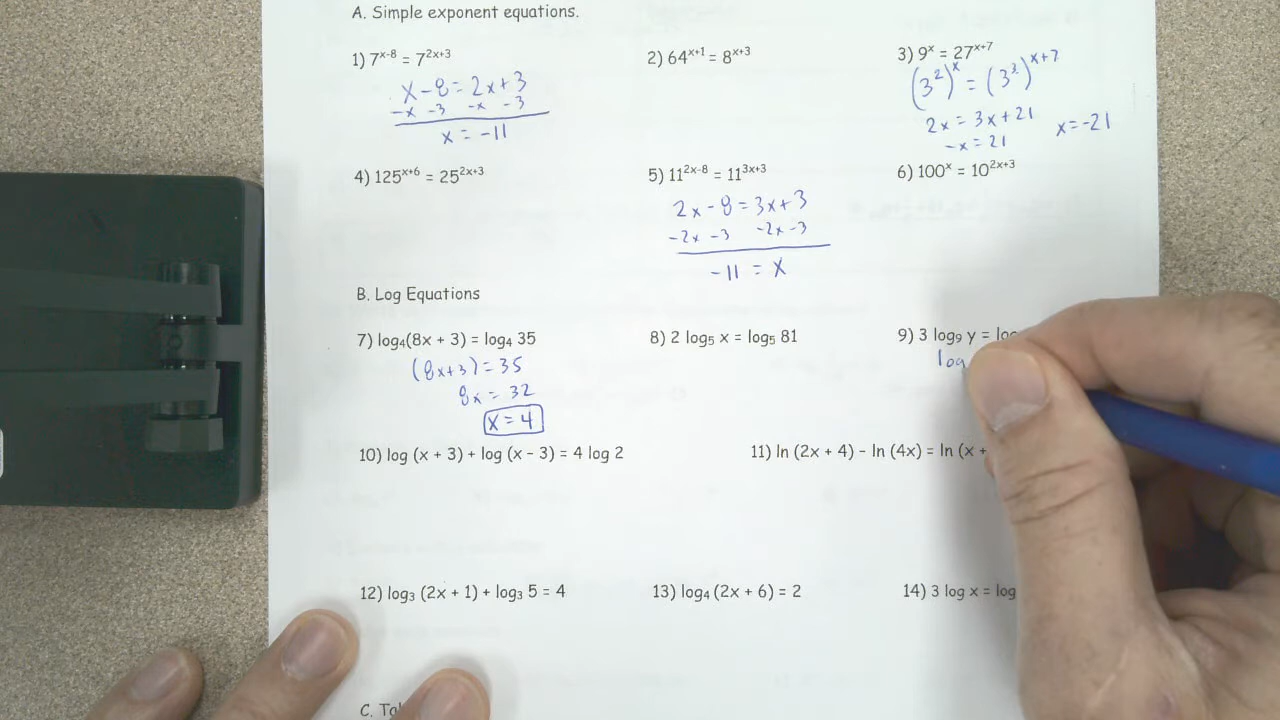 A. Simple exponent equations.
1) 7^(x-8) = 7^(2x+3)
x - 8 = 2x + 3
-x -3 -x -3
x = -11
2) 64^(x+1) = 8^(x+3)
3) 9^x = 27^(x+7)
(3^2)^x = (3^3)^(x+7)
2x = 3x + 21
-x = 21
x = -21
4) 125^(x+6) = 25^(2x+3)
5) 11^(2x-8) = 11^(3x+3)
2x - 8 = 3x + 3
-2x -3 -2x -3
-11 = x
6) 100^x = 10^(2x+3)
B. Log Equations
7) log₄(8x + 3) = log₄ 35
(8x+3) = 35
8x = 32
x = 4
8) 2 log₅ x = log₅ 81
9) 3 log₉ y =
log
10) log (x + 3) + log (x - 3) = 4 log 2
11) ln (2x + 4) - ln (4x) = ln (x +
12) log₃ (2x + 1) + log₃ 5 = 4
13) log₄ (2x + 6) = 2
14) 3 log x = log
C.